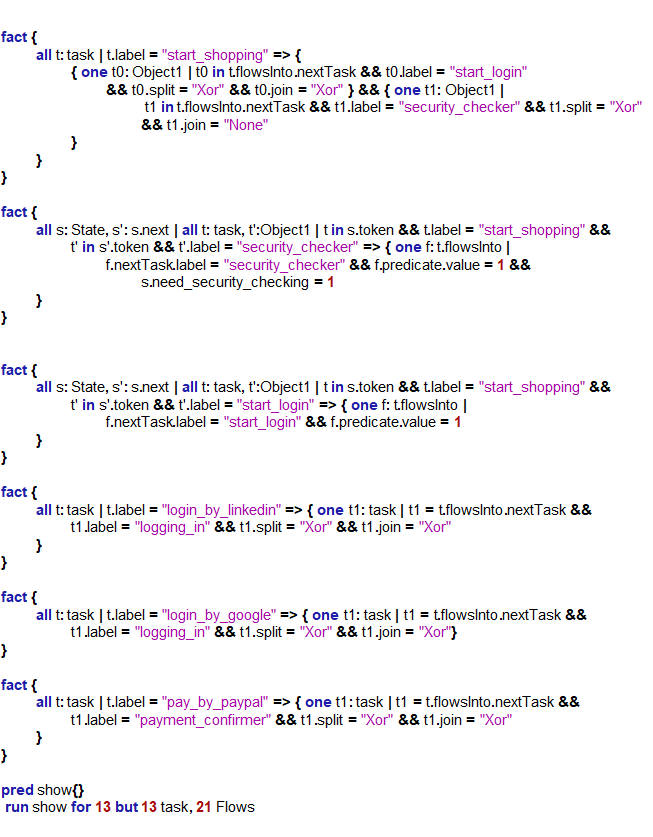 fact {
all t: task | t.label = "start_shopping" => {
{ one t0: Object1 | t0 in t.flowsInto.nextTask && t0.label = "start_login"
&& t0.split = "Xor" && t0.join = "Xor" } && { one t1: Object1 |
t1 in t.flowsInto.nextTask && t1.label = "security_checker" && t1.split = "Xor"
&& t1.join = "None"
}
}
}
fact {
all s: State, s': s.next | all t: task, t':Object1 | t in s.token && t.label = "start_shopping" &&
t' in s'.token && t'.label = "security_checker" => { one f: t.flowsInto |
f.nextTask.label = "security_checker" && f.predicate.value = 1 &&
s.need_security_checking = 1
}
}
fact {
all s: State, s': s.next | all t: task, t':Object1 | t in s.token && t.label = "start_shopping" &&
t' in s'.token && t'.label = "start_login" => { one f: t.flowsInto |
f.nextTask.label = "start_login" && f.predicate.value = 1
}
}
fact {
all t: task | t.label = "login_by_linkedin" => { one t1: task | t1 = t.flowsInto.nextTask &&
t1.label = "logging_in" && t1.split = "Xor" && t1.join = "Xor"
}
}
fact {
all t: task | t.label = "login_by_google" => { one t1: task | t1 = t.flowsInto.nextTask &&
t1.label = "logging_in" && t1.split = "Xor" && t1.join = "Xor"}
}
fact {
all t: task | t.label = "pay_by_paypal" => { one t1: task | t1 = t.flowsInto.nextTask &&
t1.label = "payment_confirmer" && t1.split = "Xor" && t1.join = "Xor"
}
}
pred show{}
run show for 13 but 13 task, 21 Flows